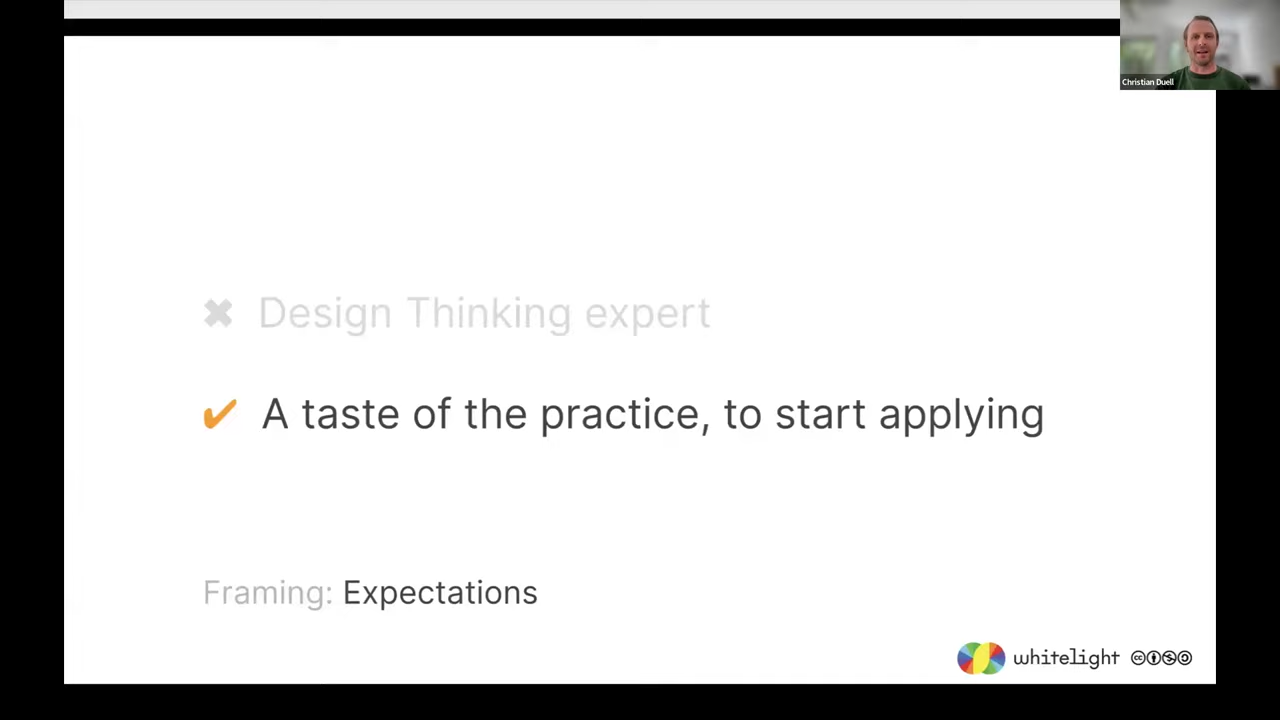 Christian Duell
✖ Design Thinking expert
✔ A taste of the practice, to start applying
Framing: Expectations
whitelight